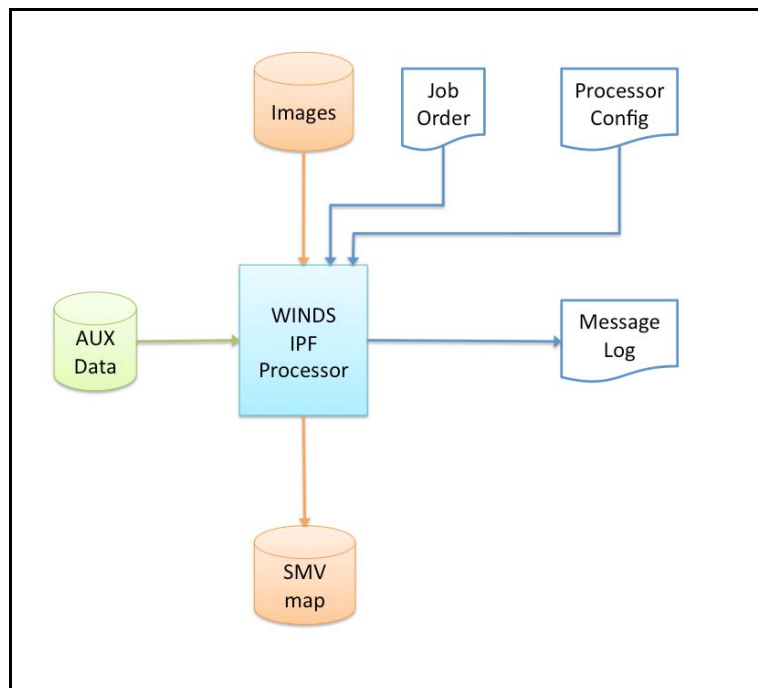 Images
Job
Order
Processor
Config
WINDS
IPF
Processor
AUX
Data
Message
Log
SMV
map